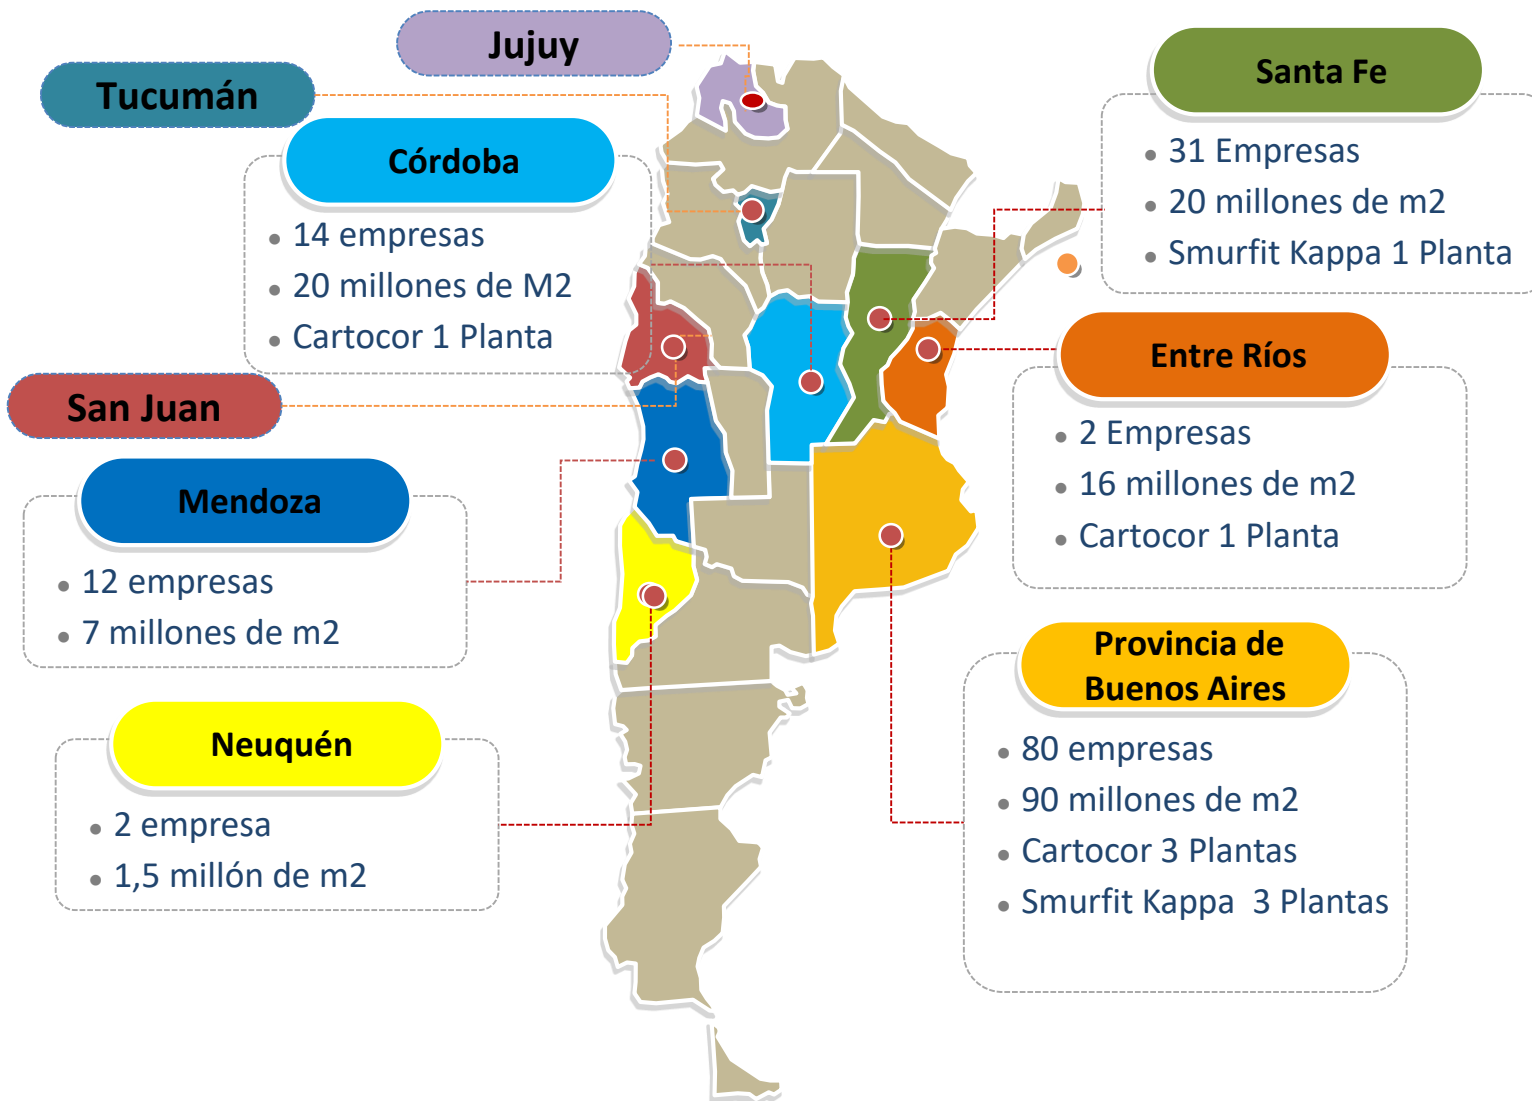 Jujuy
Tucumán
Córdoba
• 14 empresas
• 20 millones de M2
• Cartocor 1 Planta
San Juan
Mendoza
• 12 empresas
• 7 millones de m2
Neuquén
• 2 empresa
• 1,5 millón de m2
Santa Fe
• 31 Empresas
• 20 millones de m2
• Smurfit Kappa 1 Planta
Entre Ríos
• 2 Empresas
• 16 millones de m2
• Cartocor 1 Planta
Provincia de
Buenos Aires
• 80 empresas
• 90 millones de m2
• Cartocor 3 Plantas
• Smurfit Kappa  3 Plantas